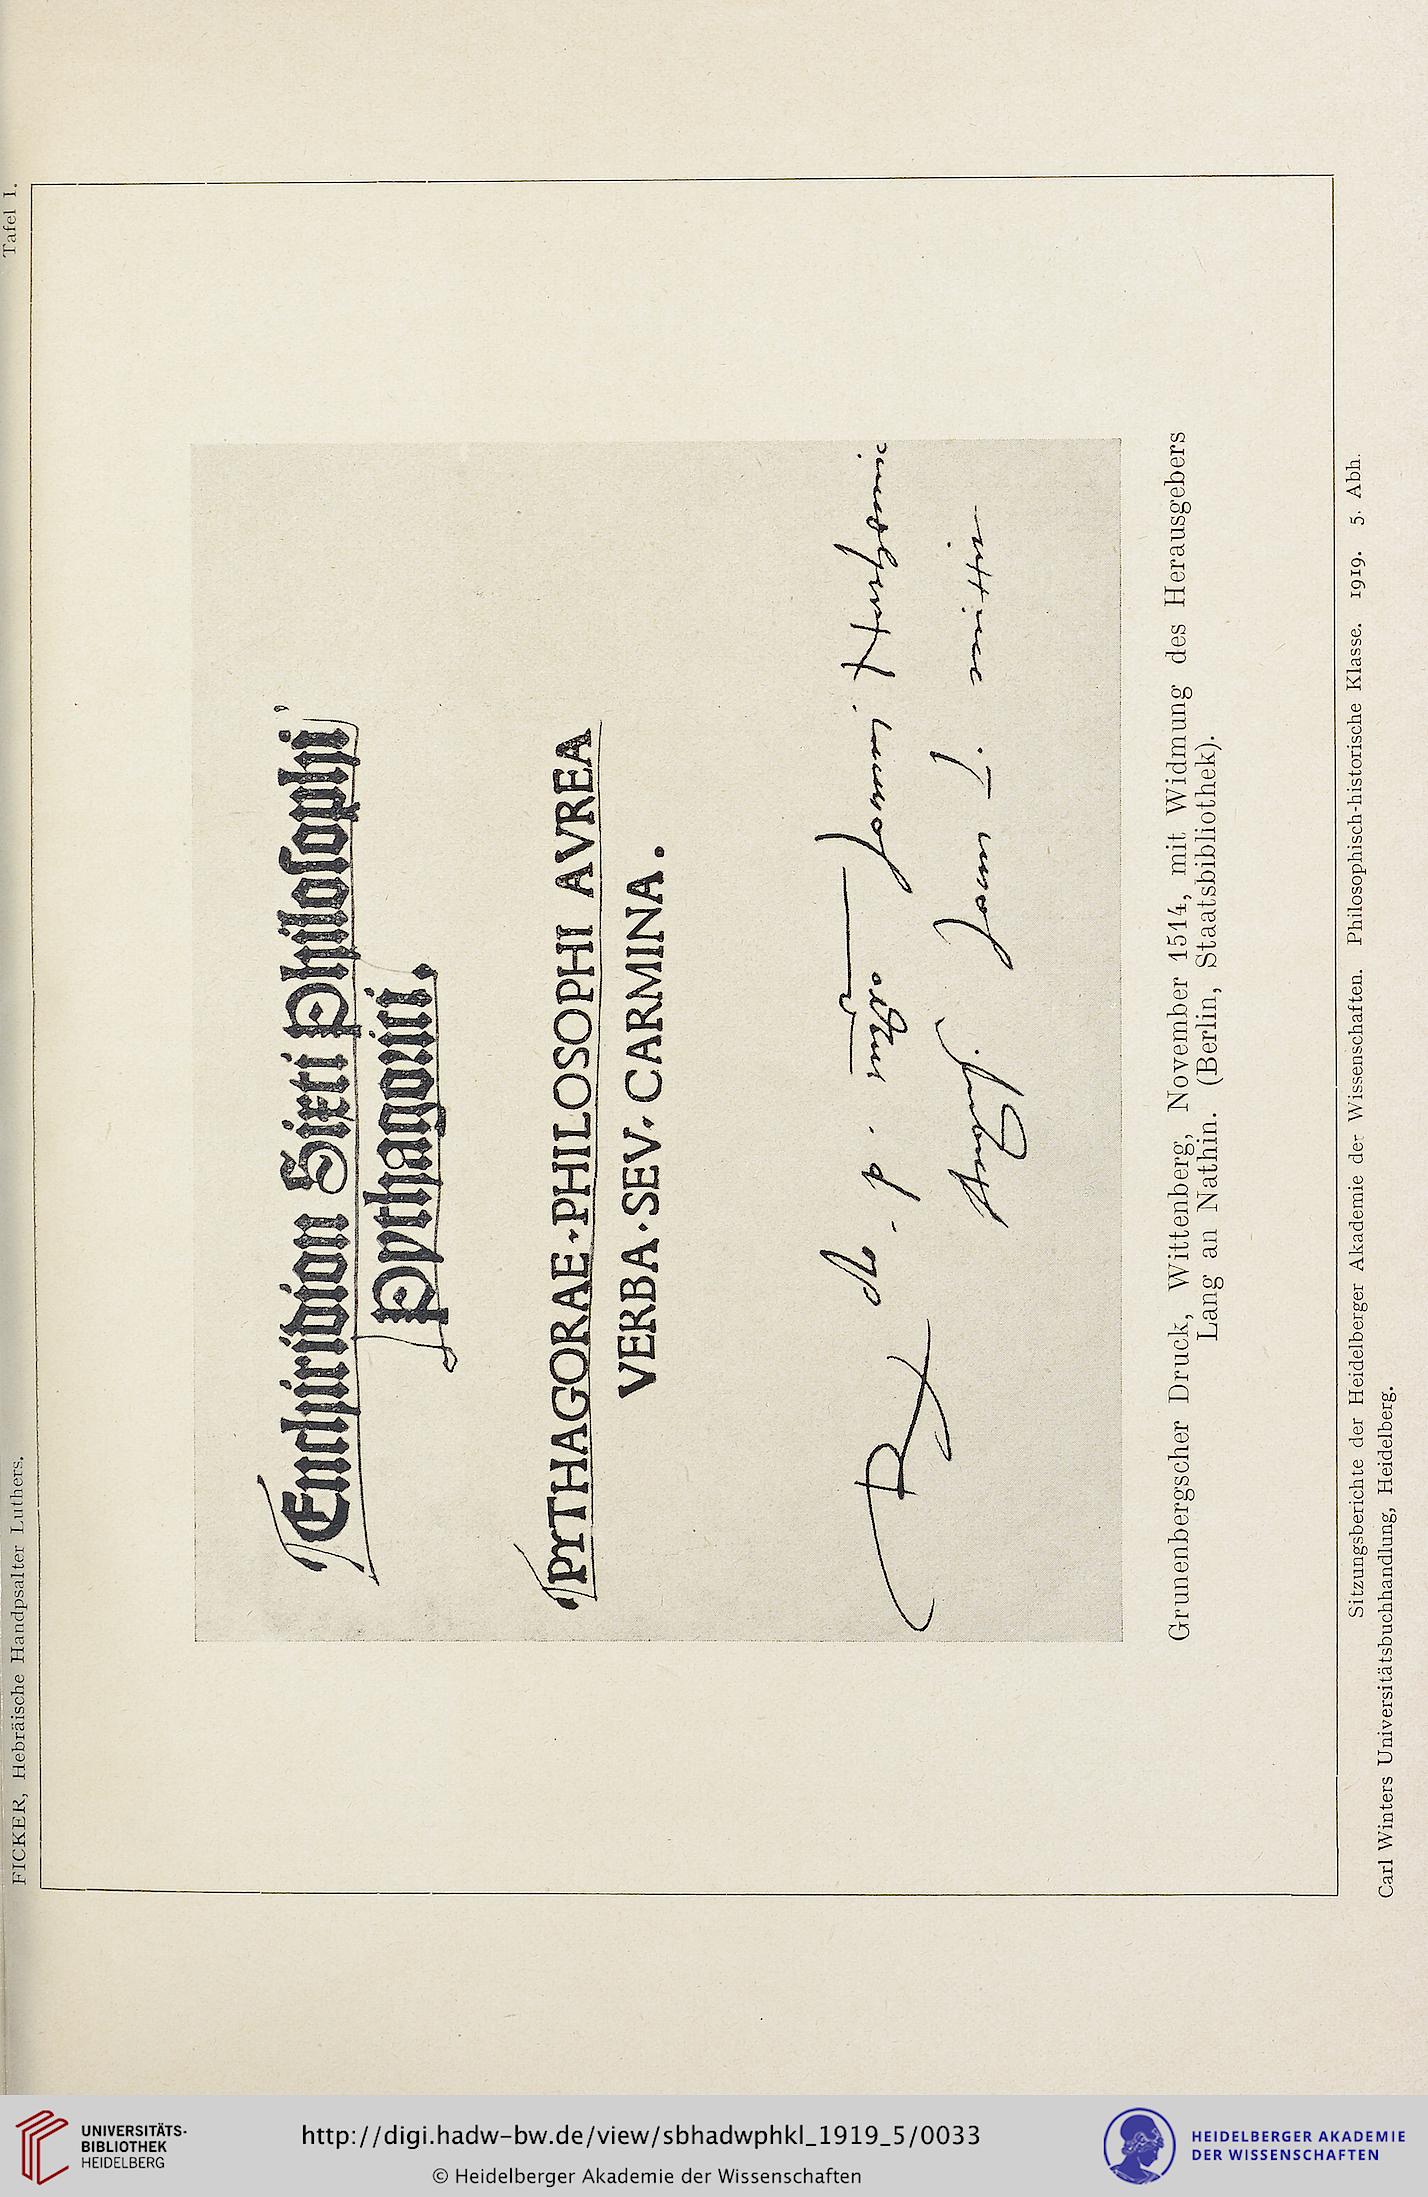 FICKER, Hebräische Handpsalter Luthers.
Tafel I.
Enchiridion Sixti Philosophi
Pythagorici.
PYTHAGORAE·PHILOSOPHI AVREA
VERBA·SEV·CARMINA.
Grunenbergscher Druck, Wittenberg, November 1514, mit Widmung des Herausgebers
Lang an Nathin. (Berlin, Staatsbibliothek).
Sitzungsberichte der Heidelberger Akademie der Wissenschaften. Philosophisch-historische Klasse. 1919. 5. Abh.
Carl Winters Universitätsbuchhandlung, Heidelberg.
UNIVERSITÄTS-
BIBLIOTHEK
HEIDELBERG
http://digi.hadw-bw.de/view/sbhadwphkl_1919_5/0033
© Heidelberger Akademie der Wissenschaften
HEIDELBERGER AKADEMIE
DER WISSENSCHAFTEN